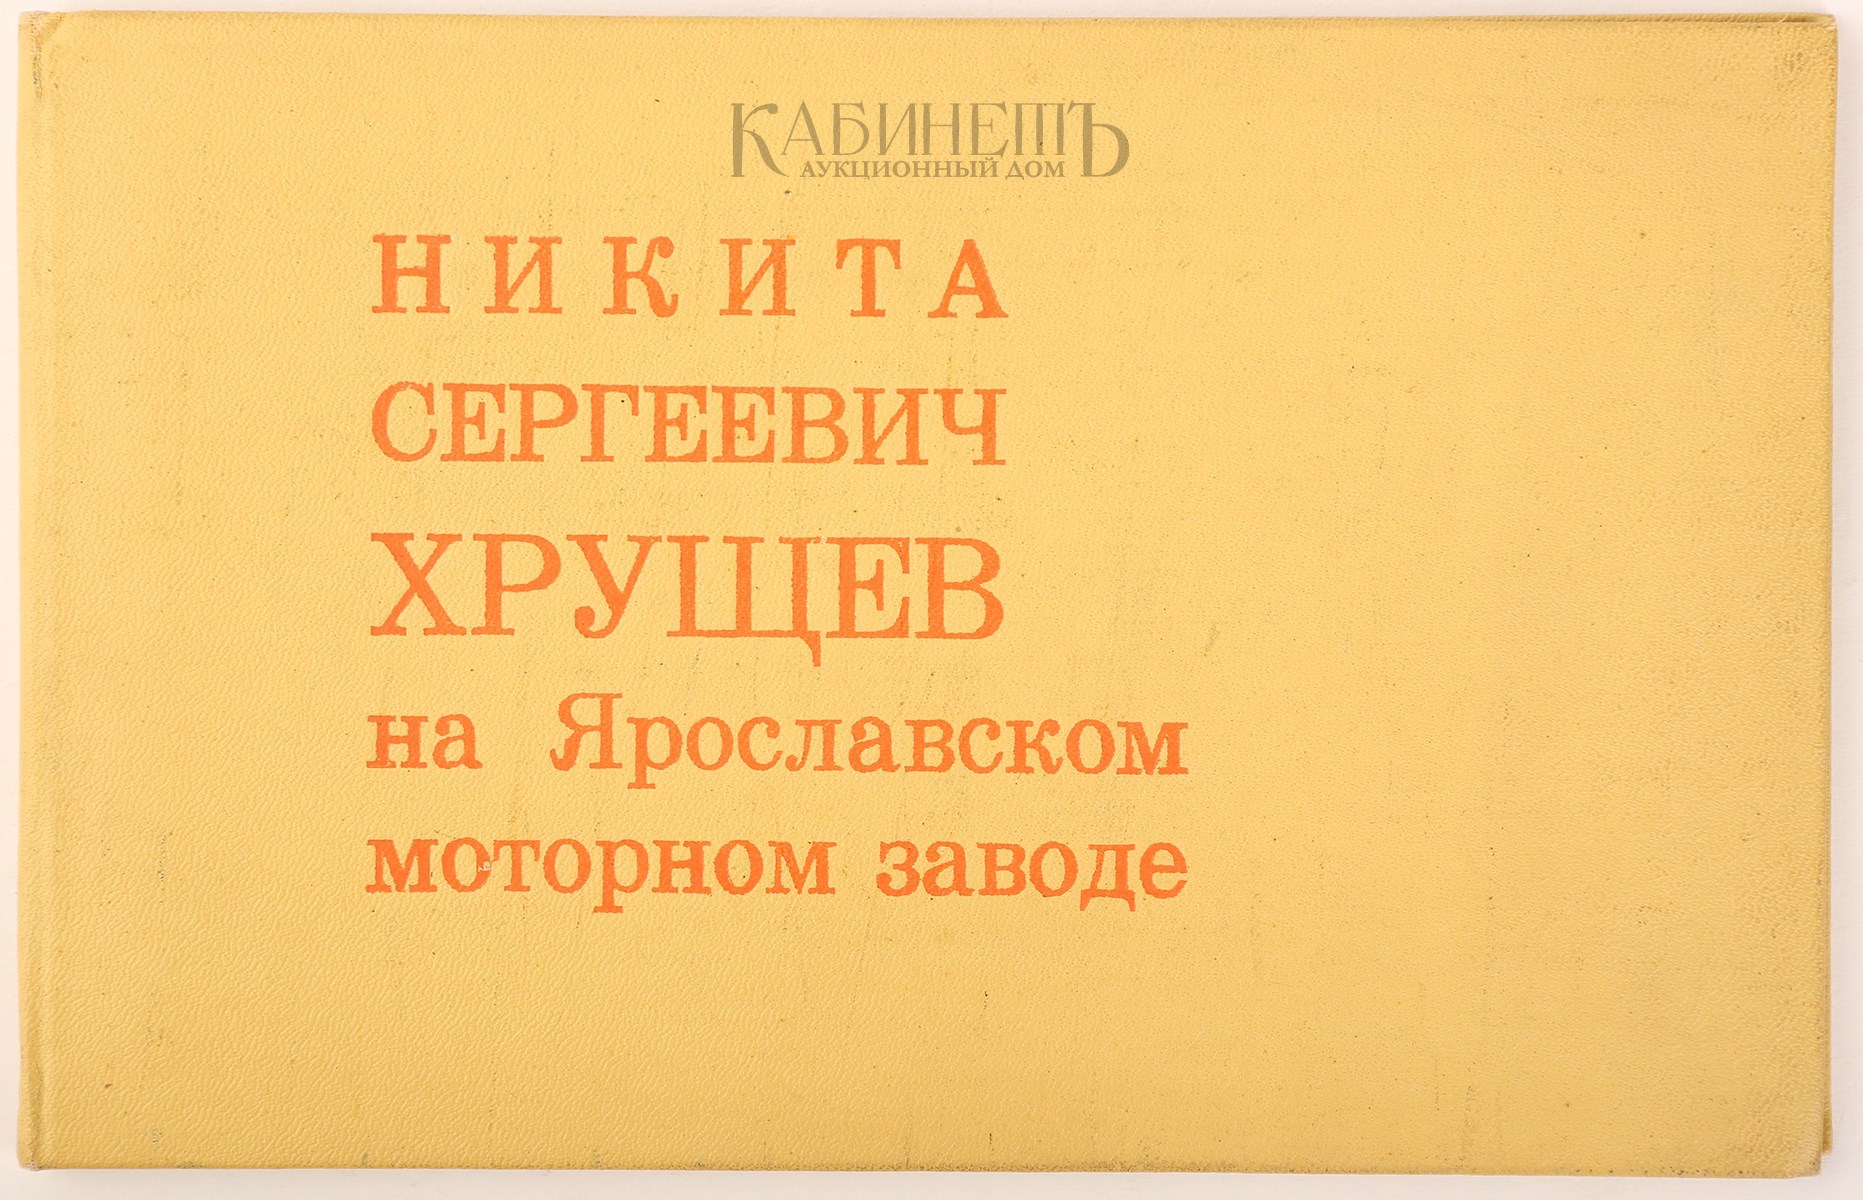 КАБИНЕТЪ
АУКЦИОННЫЙ ДОМ
НИКИТА
СЕРГЕЕВИЧ
ХРУЩЕВ
на Ярославском
моторном заводе